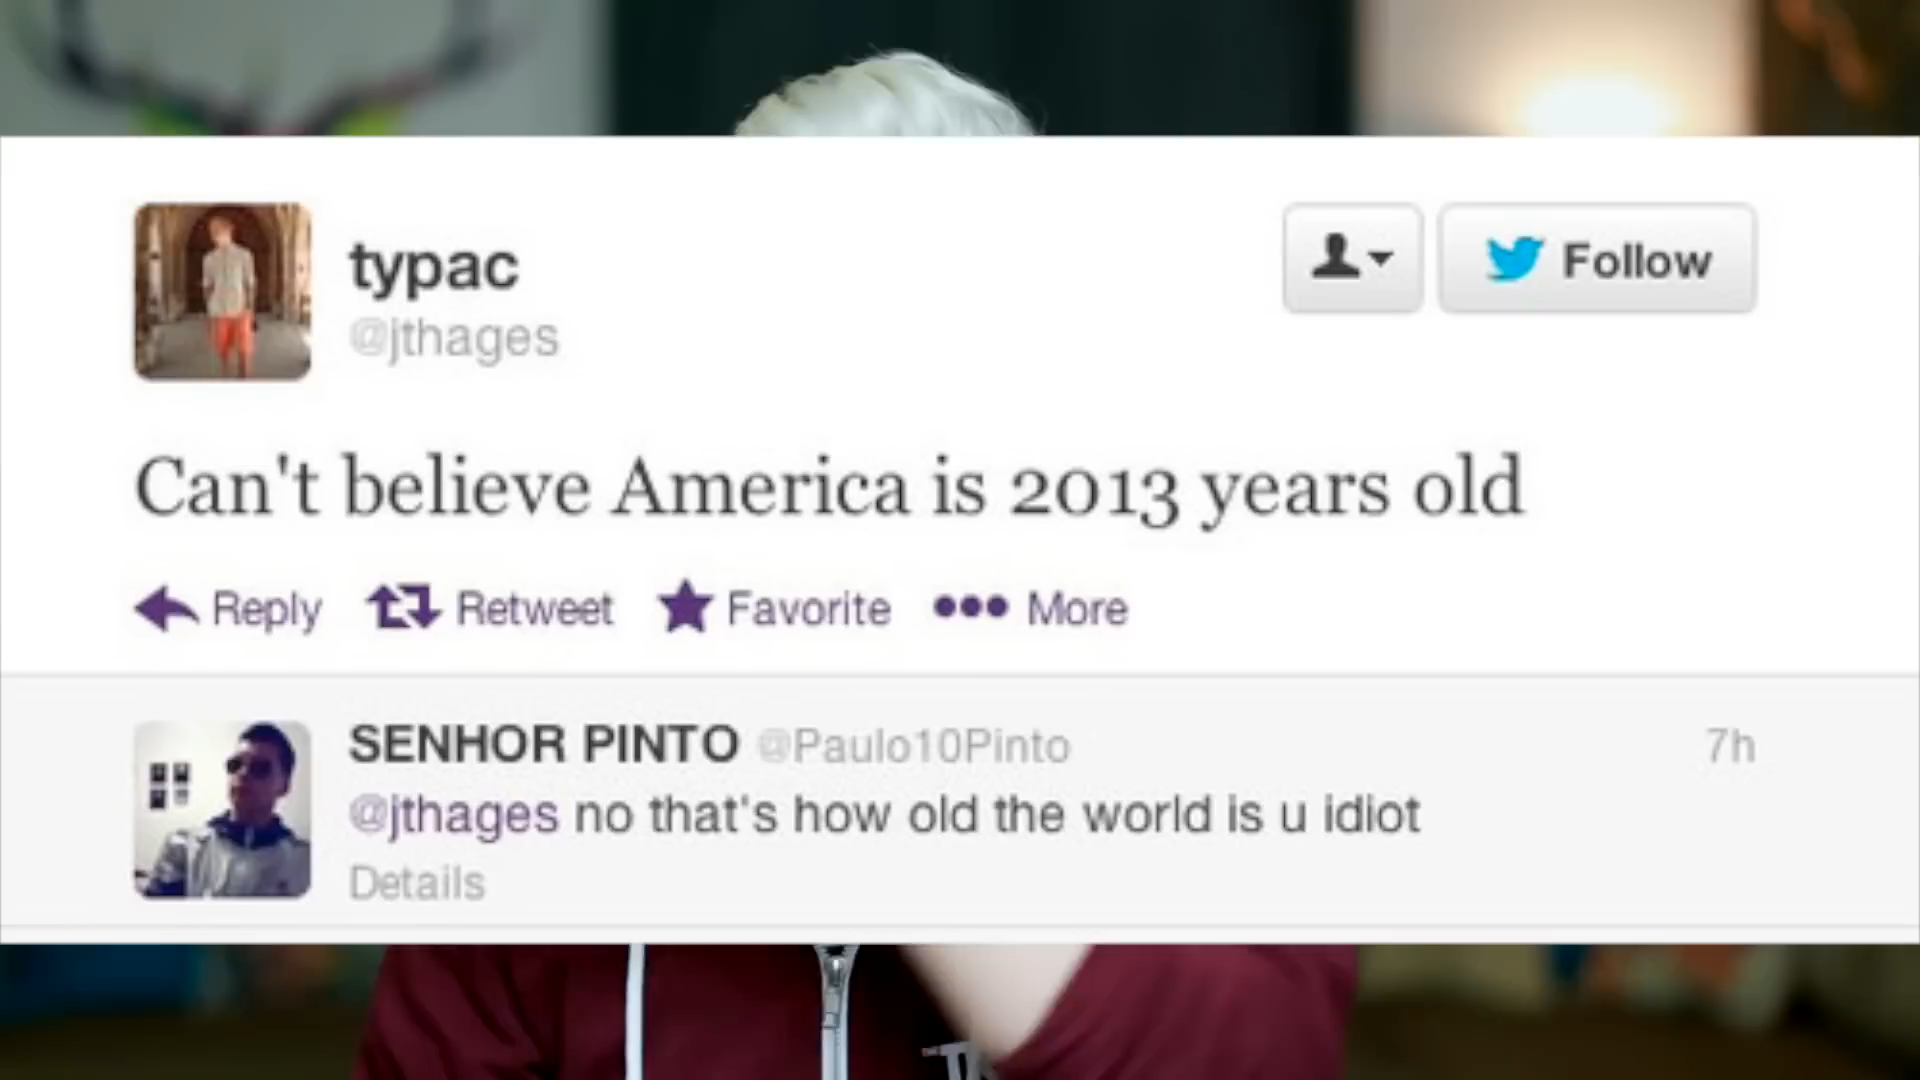 typac
@jthages
Follow
Can't believe America is 2013 years old
Reply Retweet Favorite More
SENHOR PINTO @Paulo10Pinto 7h
@jthages no that's how old the world is u idiot
Details